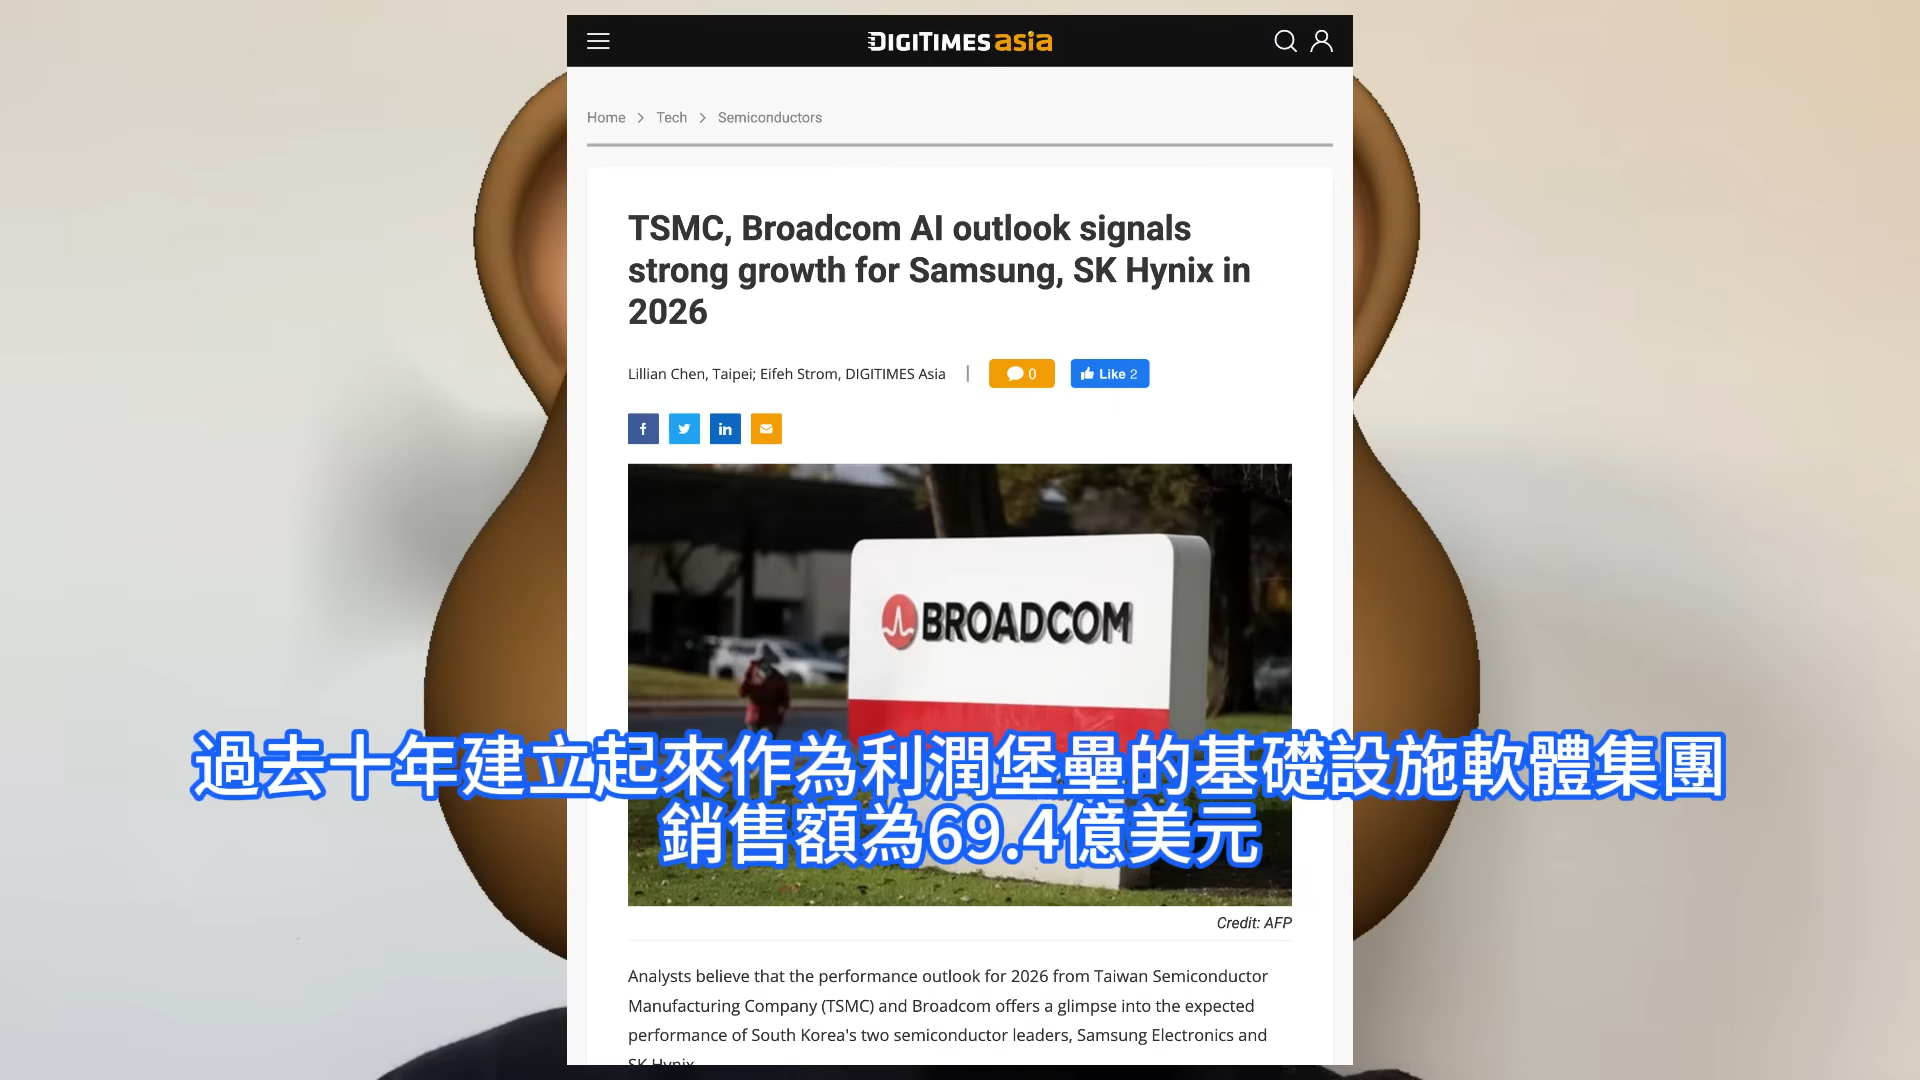 DIGITIMES asia
Home > Tech > Semiconductors
TSMC, Broadcom AI outlook signals
strong growth for Samsung, SK Hynix in
2026
Lillian Chen, Taipei; Eifeh Strom, DIGITIMES Asia | 0 Like 2
BROADCOM
過去十年建立起來作為利潤堡壘的基礎設施軟體集團
銷售額為69.4億美元
Credit: AFP
Analysts believe that the performance outlook for 2026 from Taiwan Semiconductor
Manufacturing Company (TSMC) and Broadcom offers a glimpse into the expected
performance of South Korea's two semiconductor leaders, Samsung Electronics and
SK Hynix